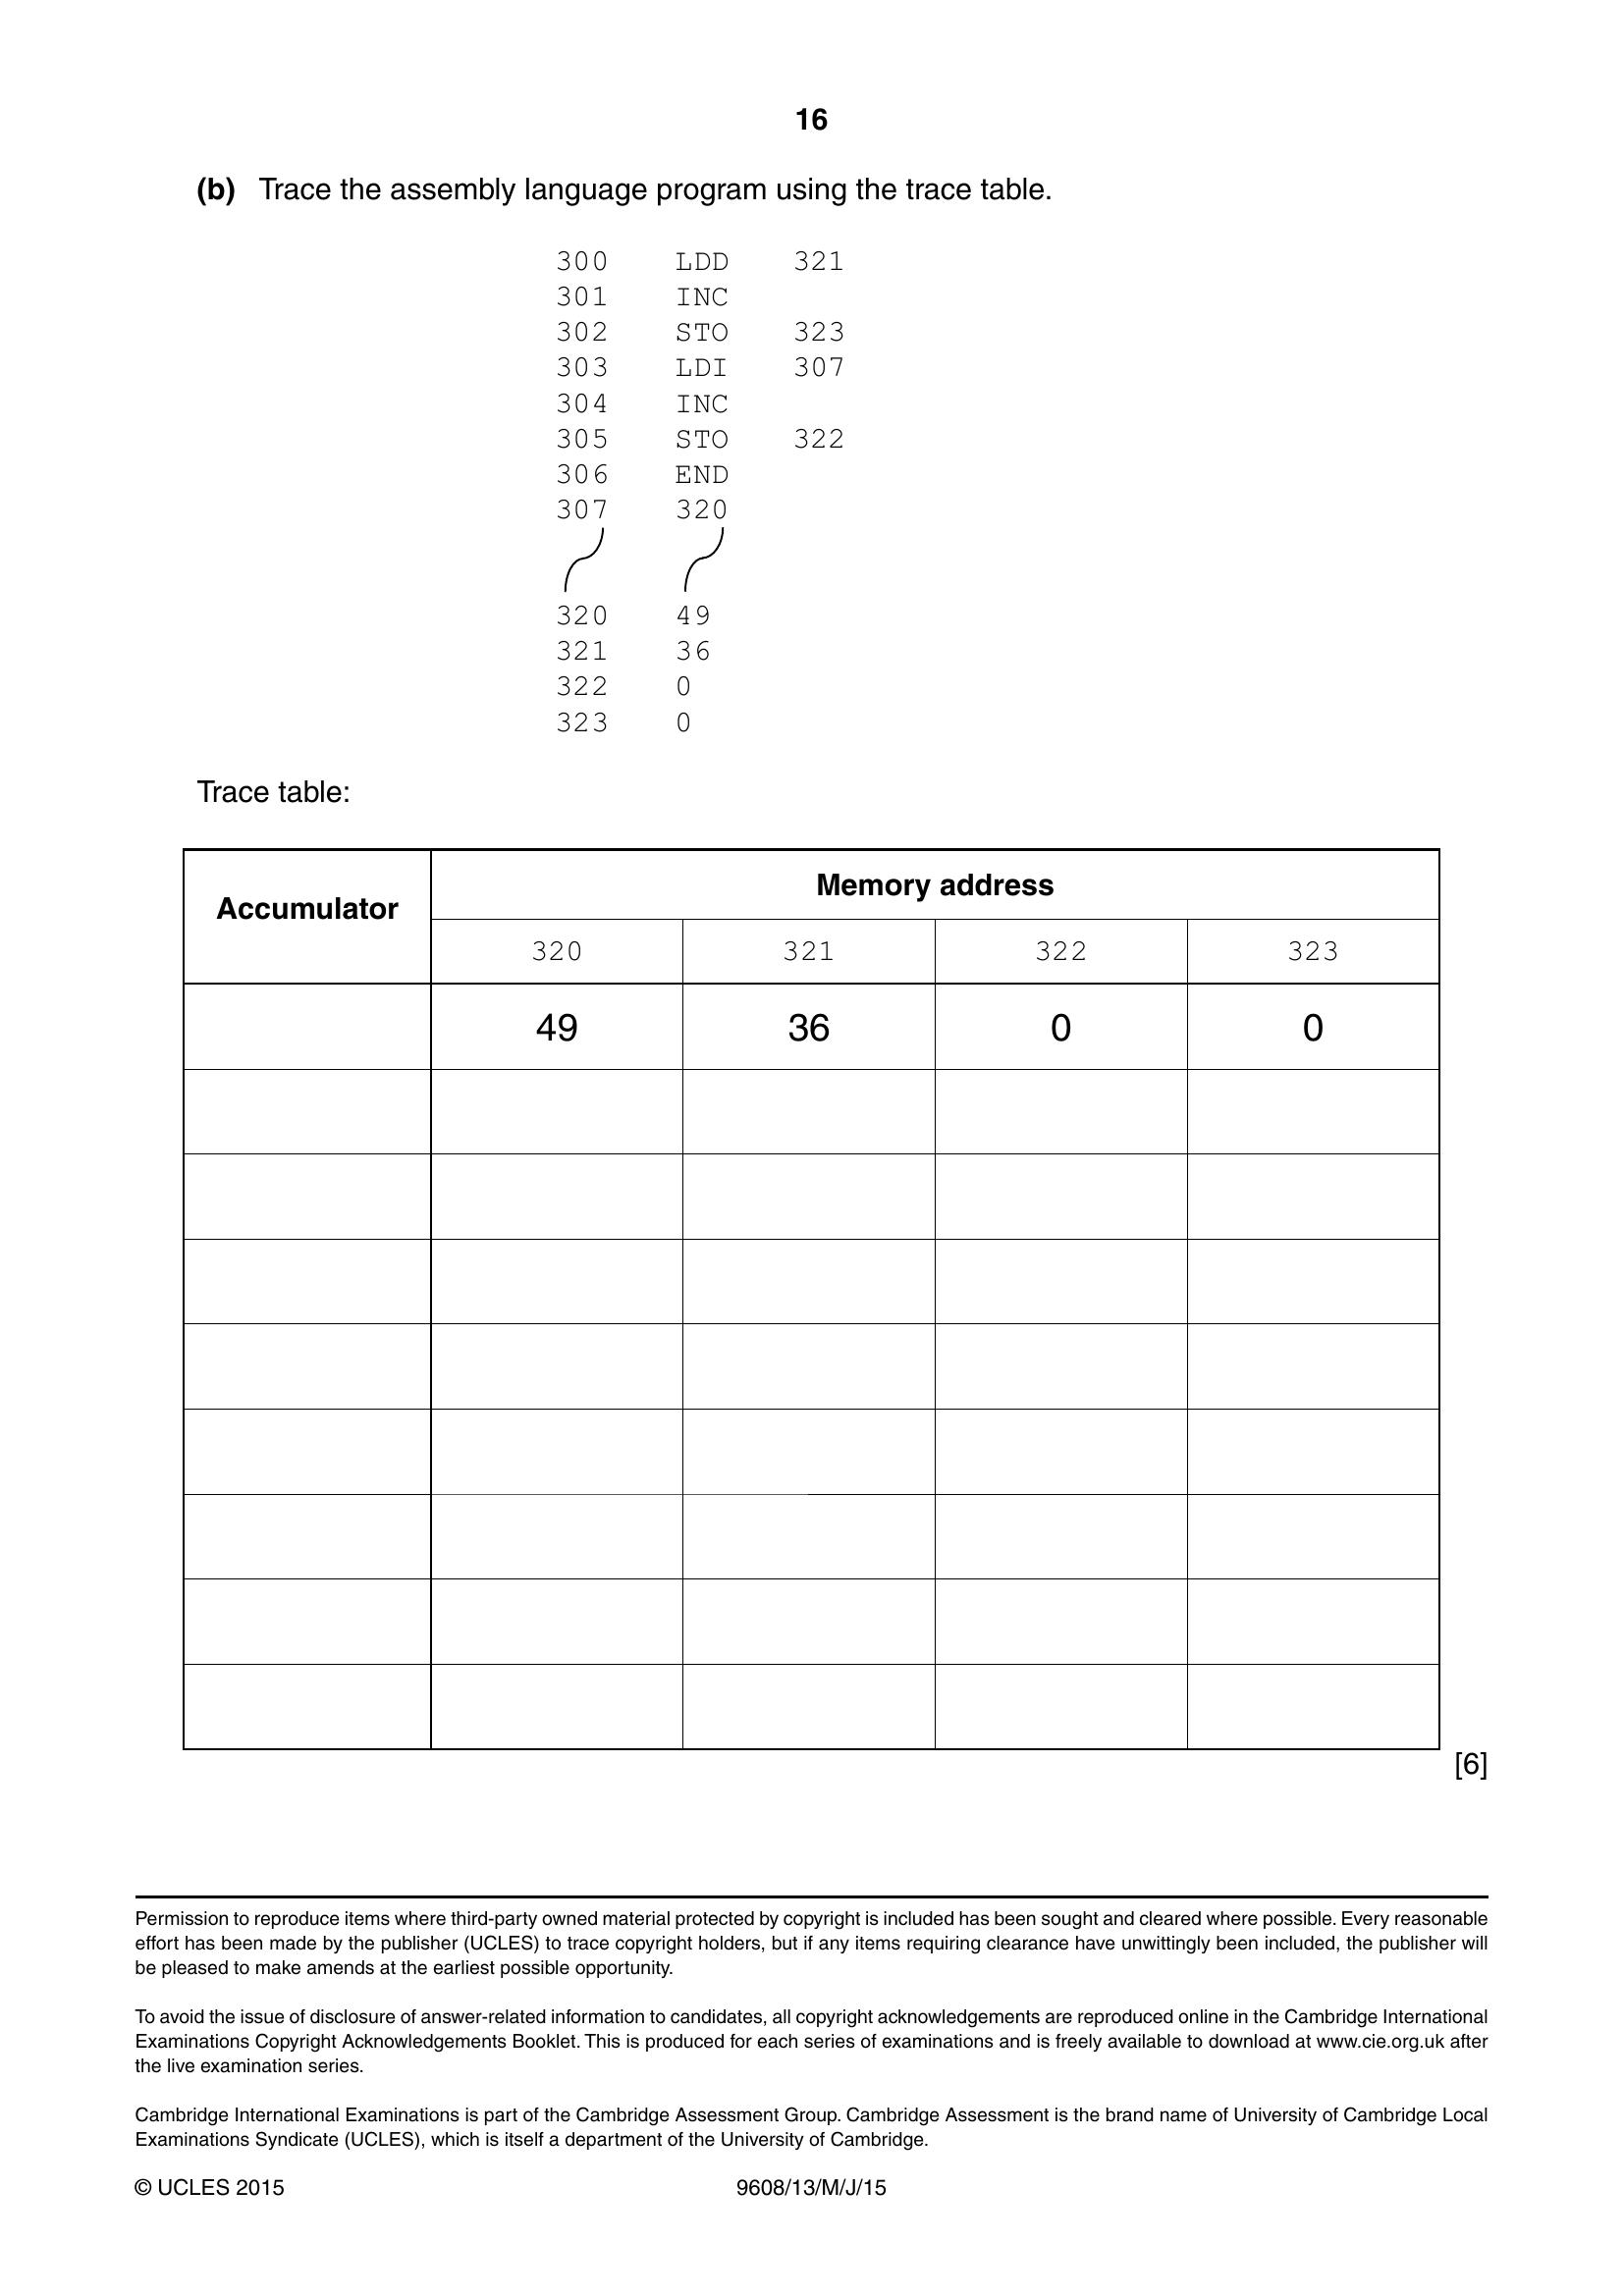 16
(b) Trace the assembly language program using the trace table.
300 LDD 321
301 INC
302 STO 323
303 LDI 307
304 INC
305 STO 322
306 END
307 320
320 49
321 36
322 0
323 0
Trace table:
Accumulator
Memory address
320 321 322 323
49 36 0 0
[6]
Permission to reproduce items where third-party owned material protected by copyright is included has been sought and cleared where possible. Every reasonable
effort has been made by the publisher (UCLES) to trace copyright holders, but if any items requiring clearance have unwittingly been included, the publisher will
be pleased to make amends at the earliest possible opportunity.
To avoid the issue of disclosure of answer-related information to candidates, all copyright acknowledgements are reproduced online in the Cambridge International
Examinations Copyright Acknowledgements Booklet. This is produced for each series of examinations and is freely available to download at www.cie.org.uk after
the live examination series.
Cambridge International Examinations is part of the Cambridge Assessment Group. Cambridge Assessment is the brand name of University of Cambridge Local
Examinations Syndicate (UCLES), which is itself a department of the University of Cambridge.
© UCLES 2015 9608/13/M/J/15